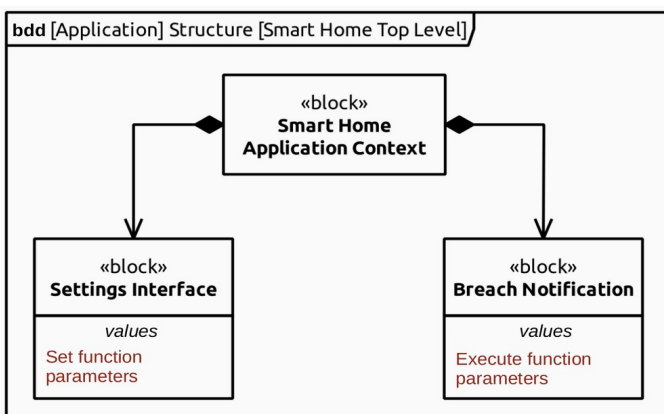 bdd [Application] Structure [Smart Home Top Level]
«block»
Smart Home
Application Context
«block»
Settings Interface
values
Set function
parameters
«block»
Breach Notification
values
Execute function
parameters